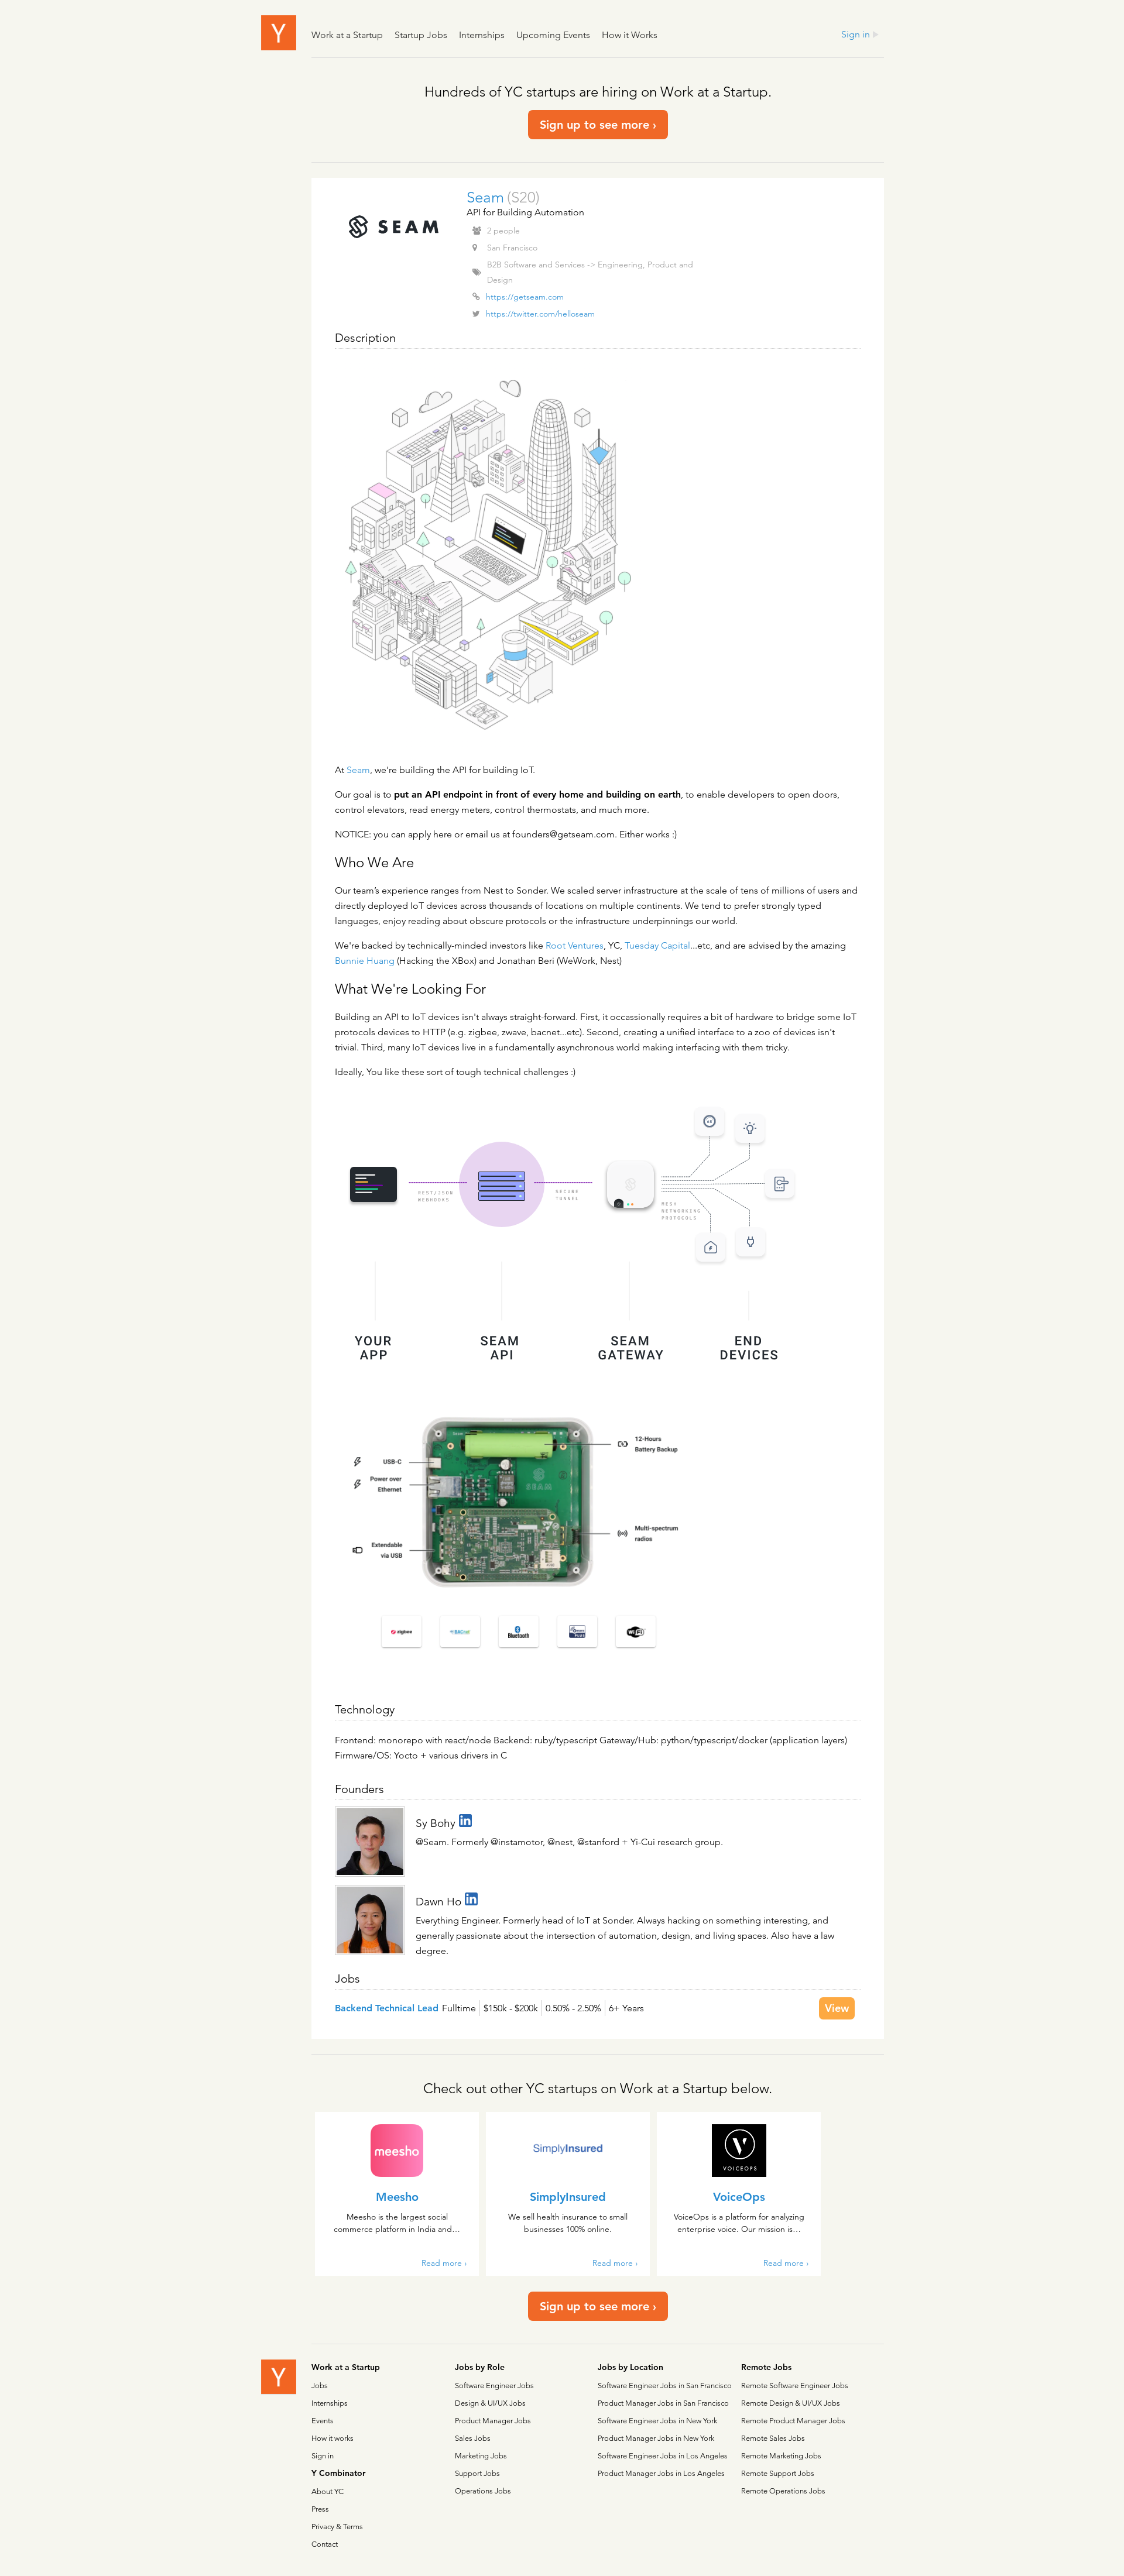 Y
Work at a Startup Startup Jobs Internships Upcoming Events How it Works Sign in
Hundreds of YC startups are hiring on Work at a Startup.
Sign up to see more ›
SEAM
Seam (S20)
API for Building Automation
2 people
San Francisco
B2B Software and Services -> Engineering, Product and
Design
https://getseam.com
https://twitter.com/helloseam
Description
At Seam, we're building the API for building IoT.
Our goal is to put an API endpoint in front of every home and building on earth, to enable developers to open doors,
control elevators, read energy meters, control thermostats, and much more.
NOTICE: you can apply here or email us at founders@getseam.com. Either works :)
Who We Are
Our team's experience ranges from Nest to Sonder. We scaled server infrastructure at the scale of tens of millions of users and
directly deployed IoT devices across thousands of locations on multiple continents. We tend to prefer strongly typed
languages, enjoy reading about obscure protocols or the infrastructure underpinnings our world.
We're backed by technically-minded investors like Root Ventures, YC, Tuesday Capital...etc, and are advised by the amazing
Bunnie Huang (Hacking the XBox) and Jonathan Beri (WeWork, Nest)
What We're Looking For
Building an API to IoT devices isn't always straight-forward. First, it occassionally requires a bit of hardware to bridge some IoT
protocols devices to HTTP (e.g. zigbee, zwave, bacnet...etc). Second, creating a unified interface to a zoo of devices isn't
trivial. Third, many IoT devices live in a fundamentally asynchronous world making interfacing with them tricky.
Ideally, You like these sort of tough technical challenges :)
REST/JSON
WEBHOOKS
SECURE
TUNNEL
MESH
NETWORKING
PROTOCOLS
YOUR
APP
SEAM
API
SEAM
GATEWAY
END
DEVICES
12-Hours
Battery Backup
USB-C
Power over
Ethernet
SEAM
Multi-spectrum
radios
Extendable
via USB
zigbee
BACnet
Bluetooth
WiFi
Technology
Frontend: monorepo with react/node Backend: ruby/typescript Gateway/Hub: python/typescript/docker (application layers)
Firmware/OS: Yocto + various drivers in C
Founders
Sy Bohy in
@Seam. Formerly @instamotor, @nest, @stanford + Yi-Cui research group.
Dawn Ho in
Everything Engineer. Formerly head of IoT at Sonder. Always hacking on something interesting, and
generally passionate about the intersection of automation, design, and living spaces. Also have a law
degree.
Jobs
Backend Technical Lead Fulltime $150k - $200k 0.50% - 2.50% 6+ Years View
Check out other YC startups on Work at a Startup below.
meesho
Meesho
Meesho is the largest social
commerce platform in India and…
Read more ›
SimplyInsured
SimplyInsured
We sell health insurance to small
businesses 100% online.
Read more ›
VOICEOPS
VoiceOps
VoiceOps is a platform for analyzing
enterprise voice. Our mission is…
Read more ›
Sign up to see more ›
Y
Work at a Startup
Jobs
Internships
Events
How it works
Sign in
Y Combinator
About YC
Press
Privacy & Terms
Contact
Jobs by Role
Software Engineer Jobs
Design & UI/UX Jobs
Product Manager Jobs
Sales Jobs
Marketing Jobs
Support Jobs
Operations Jobs
Jobs by Location
Software Engineer Jobs in San Francisco
Product Manager Jobs in San Francisco
Software Engineer Jobs in New York
Product Manager Jobs in New York
Software Engineer Jobs in Los Angeles
Product Manager Jobs in Los Angeles
Remote Jobs
Remote Software Engineer Jobs
Remote Design & UI/UX Jobs
Remote Product Manager Jobs
Remote Sales Jobs
Remote Marketing Jobs
Remote Support Jobs
Remote Operations Jobs